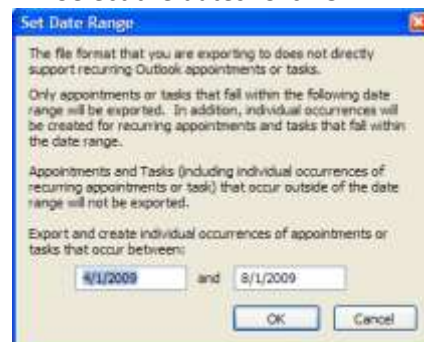 Set Date Range
The file format that you are exporting to does not directly
support recurring Outlook appointments or tasks.
Only appointments or tasks that fall within the following date
range will be exported. In addition, individual occurrences will
be created for recurring appointments and tasks that fall within
the date range.
Appointments and Tasks (including individual occurrences of
recurring appointments or task) that occur outside of the date
range will not be exported.
Export and create individual occurrences of appointments or
tasks that occur between:
4/1/2009 and 8/1/2009
OK Cancel